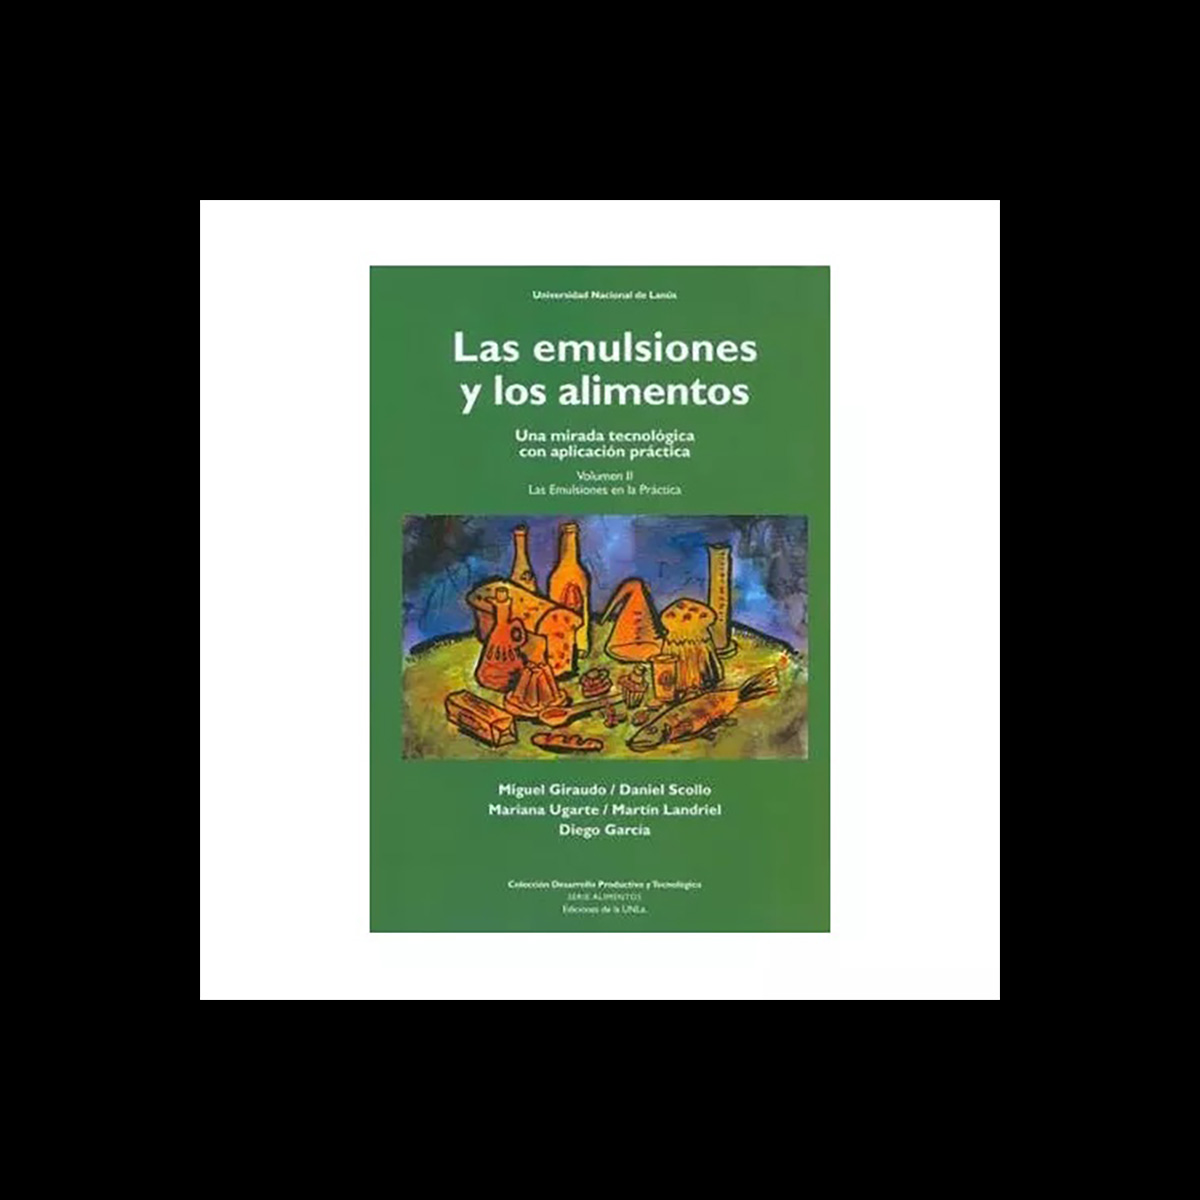 Universidad Nacional de Lanús
Las emulsiones
y los alimentos
Una mirada tecnológica
con aplicación práctica
Volumen II
Las Emulsiones en la Práctica
Miguel Giraudo / Daniel Scollo
Mariana Ugarte / Martín Landriel
Diego García
Colección Desarrollo Productivo y Tecnológico
SERIE ALIMENTOS
Ediciones de la UNLa.